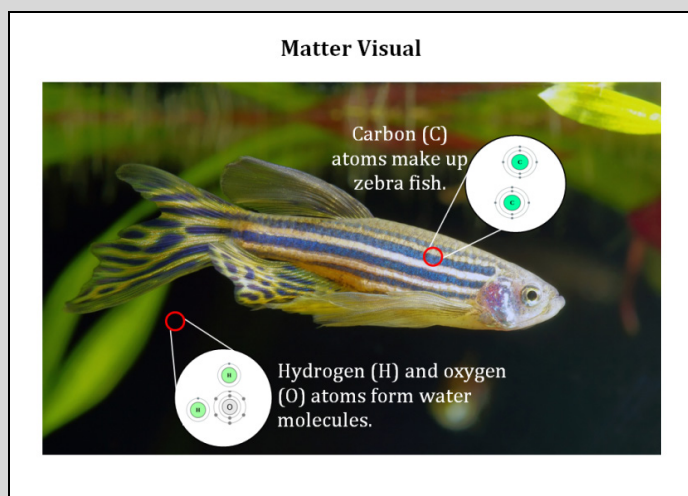 Matter Visual
Carbon (C)
atoms make up
zebra fish.
C
C
Hydrogen (H) and oxygen
(O) atoms form water
molecules.
H
H
O